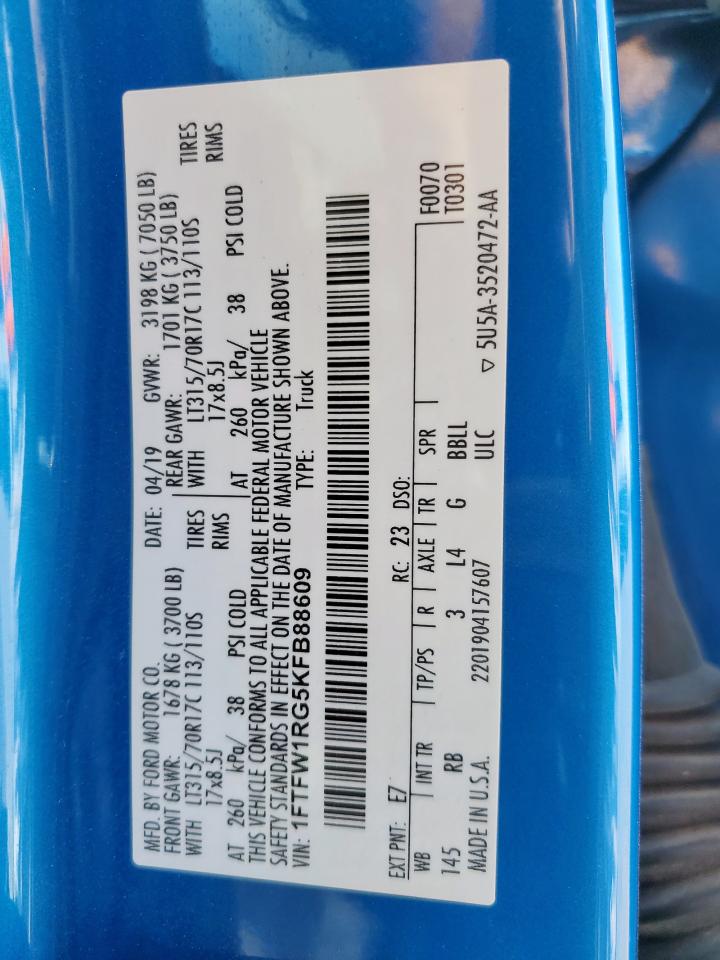 MFD. BY FORD MOTOR CO. DATE: 04/19 GVWR: 3198 KG ( 7050 LB)
FRONT GAWR: 1678 KG ( 3700 LB) REAR GAWR: 1701 KG ( 3750 LB)
WITH LT315/70R17C 113/110S TIRES WITH LT315/70R17C 113/110S TIRES
17x8.5J RIMS 17x8.5J RIMS
AT 260 kPa/ 38 PSI COLD AT 260 kPa/ 38 PSI COLD
THIS VEHICLE CONFORMS TO ALL APPLICABLE FEDERAL MOTOR VEHICLE
SAFETY STANDARDS IN EFFECT ON THE DATE OF MANUFACTURE SHOWN ABOVE.
VIN: 1FTFW1RG5KFB88609 TYPE: Truck
EXT PNT: E7 RC: 23 DSO:
WB INT TR TP/PS R AXLE TR SPR F0070
145 RB 3 L4 G BBLL T0301
MADE IN U.S.A. 2201904157607 ULC ▽ 5U5A-3520472-AA